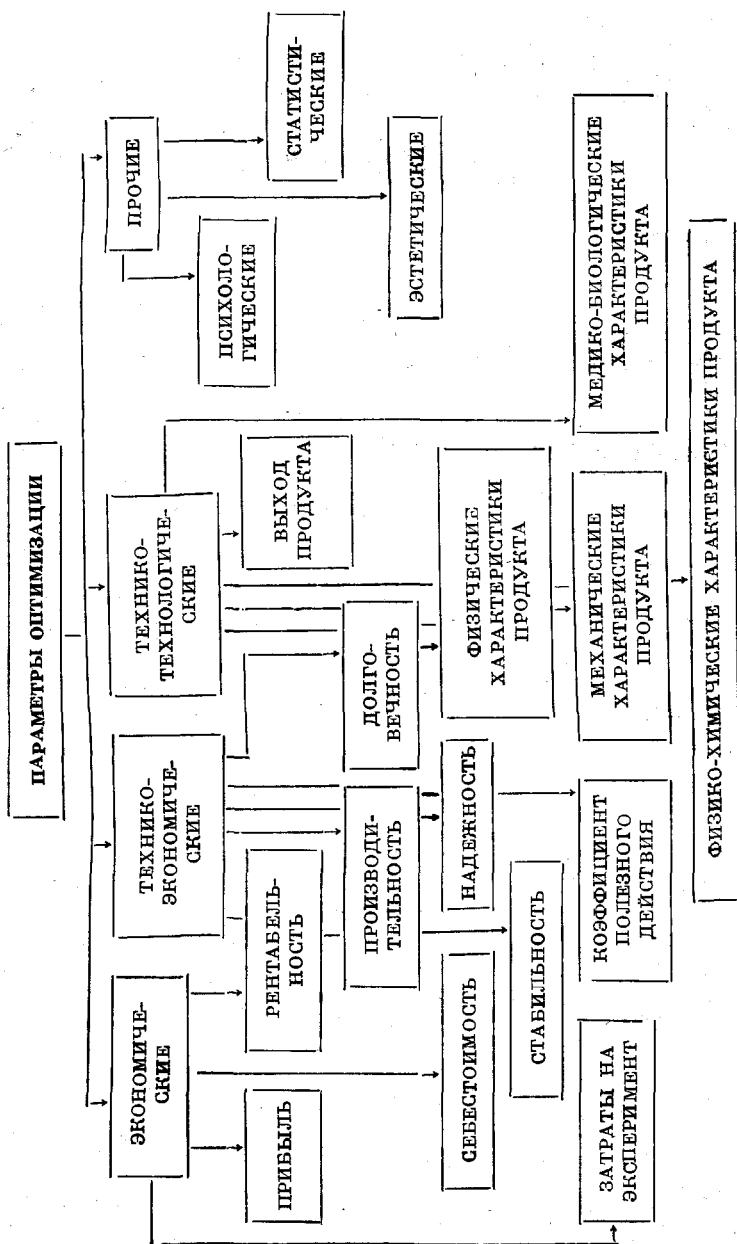 ПАРАМЕТРЫ ОПТИМИЗАЦИИ
ЭКОНОМИЧЕ-
СКИЕ
ТЕХНИКО-
ЭКОНОМИЧЕ-
СКИЕ
ТЕХНИКО-
ТЕХНОЛОГИЧЕ-
СКИЕ
ПРОЧИЕ
ПРИБЫЛЬ
РЕНТАБЕЛЬ-
НОСТЬ
ВЫХОД
ПРОДУКТА
ПСИХОЛО-
ГИЧЕСКИЕ
СТАТИСТИ-
ЧЕСКИЕ
ПРОИЗВОДИ-
ТЕЛЬНОСТЬ
ДОЛГО-
ВЕЧНОСТЬ
ЭСТЕТИЧЕСКИЕ
СЕБЕСТОИМОСТЬ
НАДЕЖНОСТЬ
ФИЗИЧЕСКИЕ
ХАРАКТЕРИСТИКИ
ПРОДУКТА
СТАБИЛЬНОСТЬ
ЗАТРАТЫ НА
ЭКСПЕРИМЕНТ
КОЭФФИЦИЕНТ
ПОЛЕЗНОГО
ДЕЙСТВИЯ
МЕХАНИЧЕСКИЕ
ХАРАКТЕРИСТИКИ
ПРОДУКТА
МЕДИКО-БИОЛОГИЧЕСКИЕ
ХАРАКТЕРИСТИКИ
ПРОДУКТА
ФИЗИКО-ХИМИЧЕСКИЕ ХАРАКТЕРИСТИКИ ПРОДУКТА